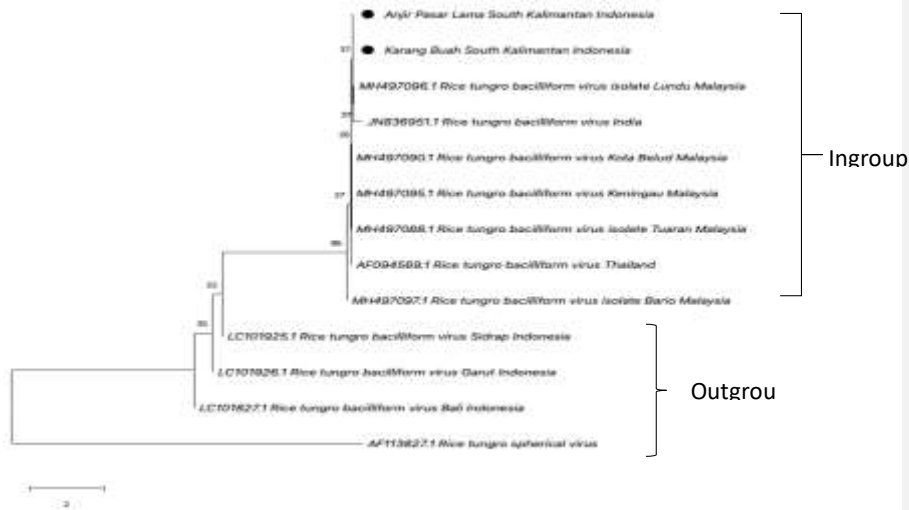 Anjir Pasar Lama South Kalimantan Indonesia
Karang Buah South Kalimantan Indonesia
MH497096.1 Rice tungro bacilliform virus isolate Lundu Malaysia
JN836951.1 Rice tungro bacilliform virus India
MH497090.1 Rice tungro bacilliform virus Kota Belud Malaysia
MH497095.1 Rice tungro bacilliform virus Keningau Malaysia
MH497088.1 Rice tungro bacilliform virus isolate Tuaran Malaysia
AF094569.1 Rice tungro bacilliform virus Thailand
MH497097.1 Rice tungro bacilliform virus isolate Bario Malaysia
LC101925.1 Rice tungro bacilliform virus Sidrap Indonesia
LC101926.1 Rice tungro bacilliform virus Garut Indonesia
LC101827.1 Rice tungro bacilliform virus Bali Indonesia
AF113827.1 Rice tungro spherical virus
Ingroup
Outgrou